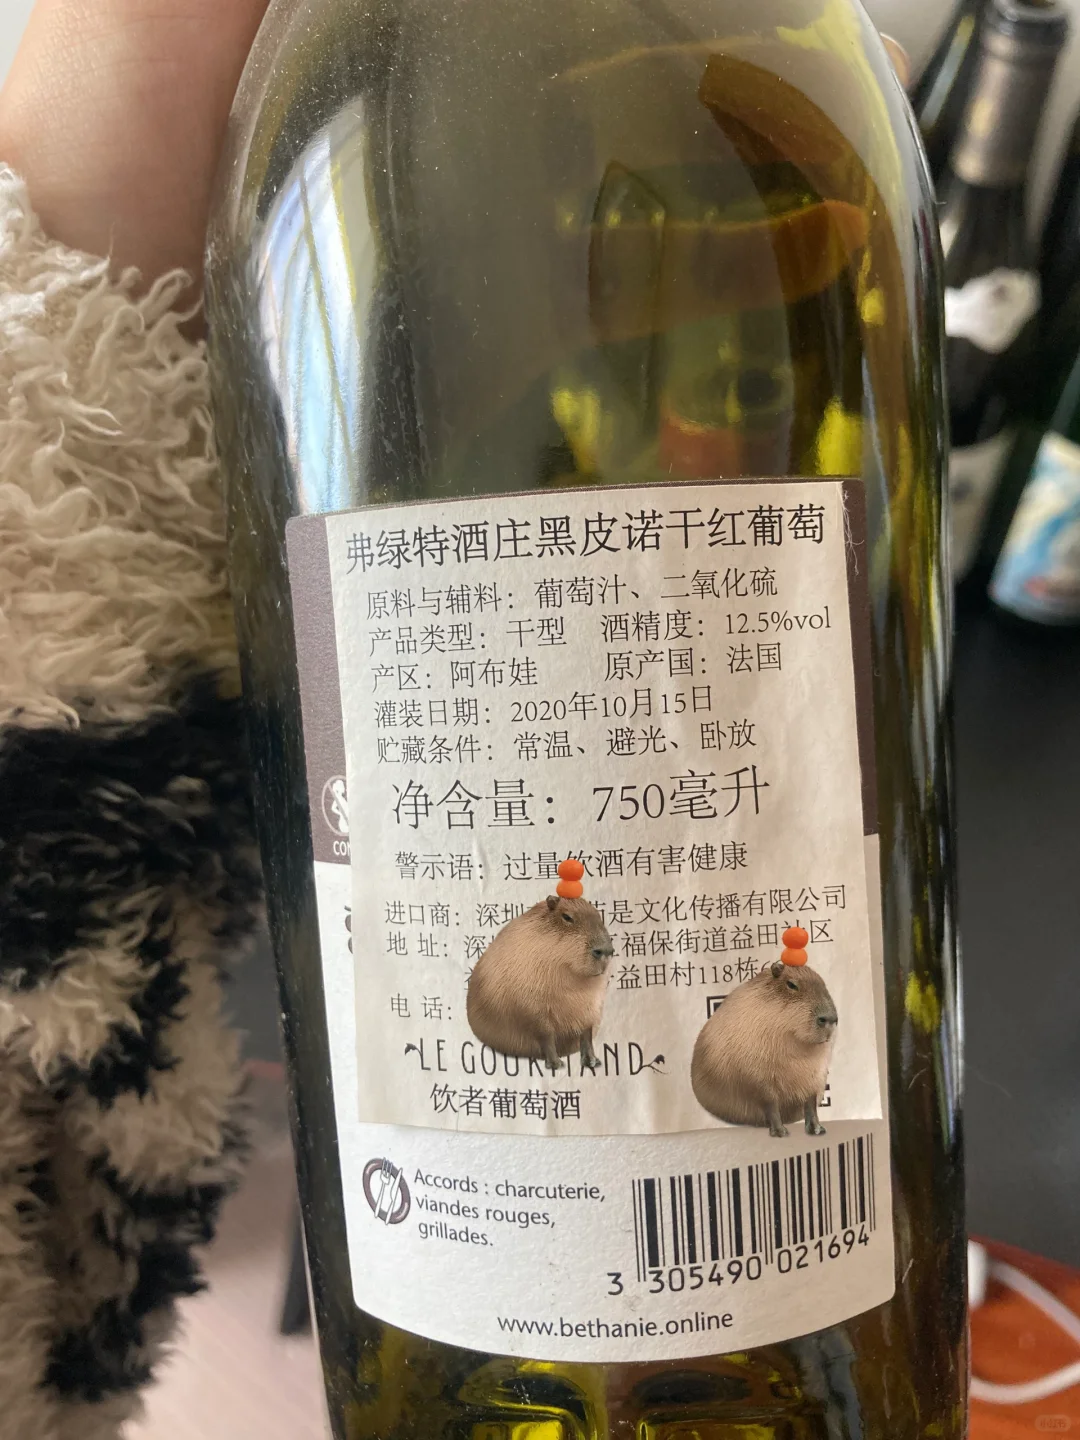 弗绿特酒庄黑皮诺干红葡萄
原料与辅料：葡萄汁、二氧化硫
产品类型：干型 酒精度：12.5%vol
产区：阿布娃 原产国：法国
灌装日期：2020年10月15日
贮藏条件：常温、避光、卧放
净含量：750毫升
警示语：过量饮酒有害健康
进口商：深圳 是文化传播有限公司
地址：深 福保街道益田社区
益田村118栋
电话：
LE GOURMAND
饮者葡萄酒
CON
Accords : charcuterie,
viandes rouges,
grillades.
3 305490 021694
www.bethanie.online